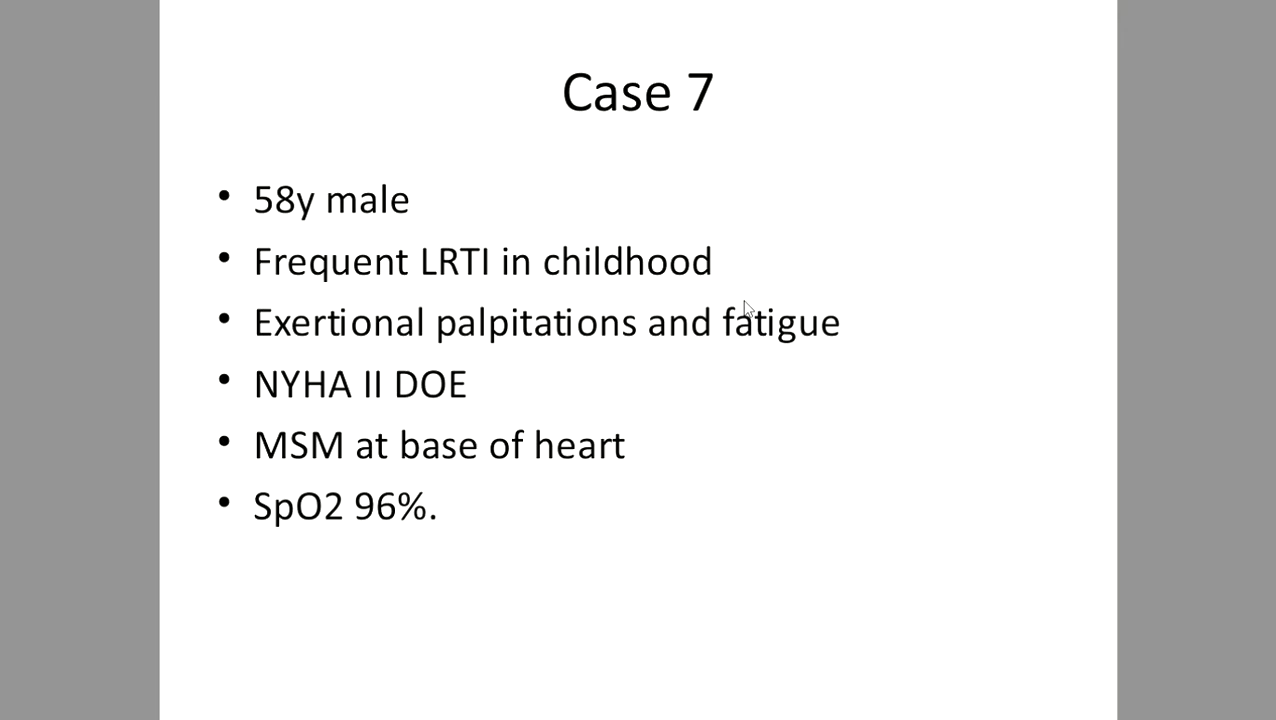 Case 7
• 58y male
• Frequent LRTI in childhood
• Exertional palpitations and fatigue
• NYHA II DOE
• MSM at base of heart
• SpO2 96%.